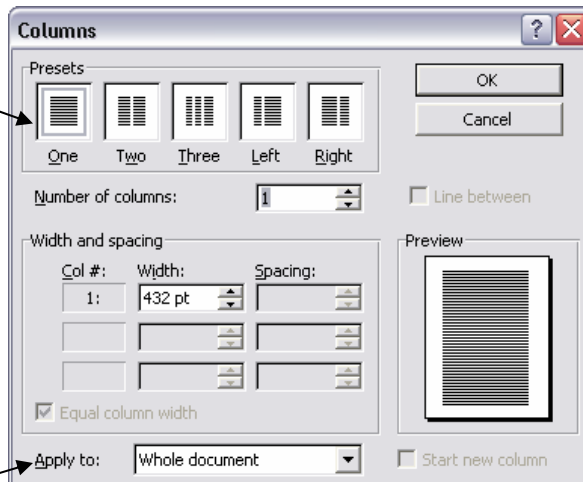 Columns
Presets
OK
Cancel
One Two Three Left Right
Number of columns: 1
Line between
Width and spacing
Preview
Col #: Width: Spacing:
1: 432 pt
Equal column width
Apply to: Whole document
Start new column